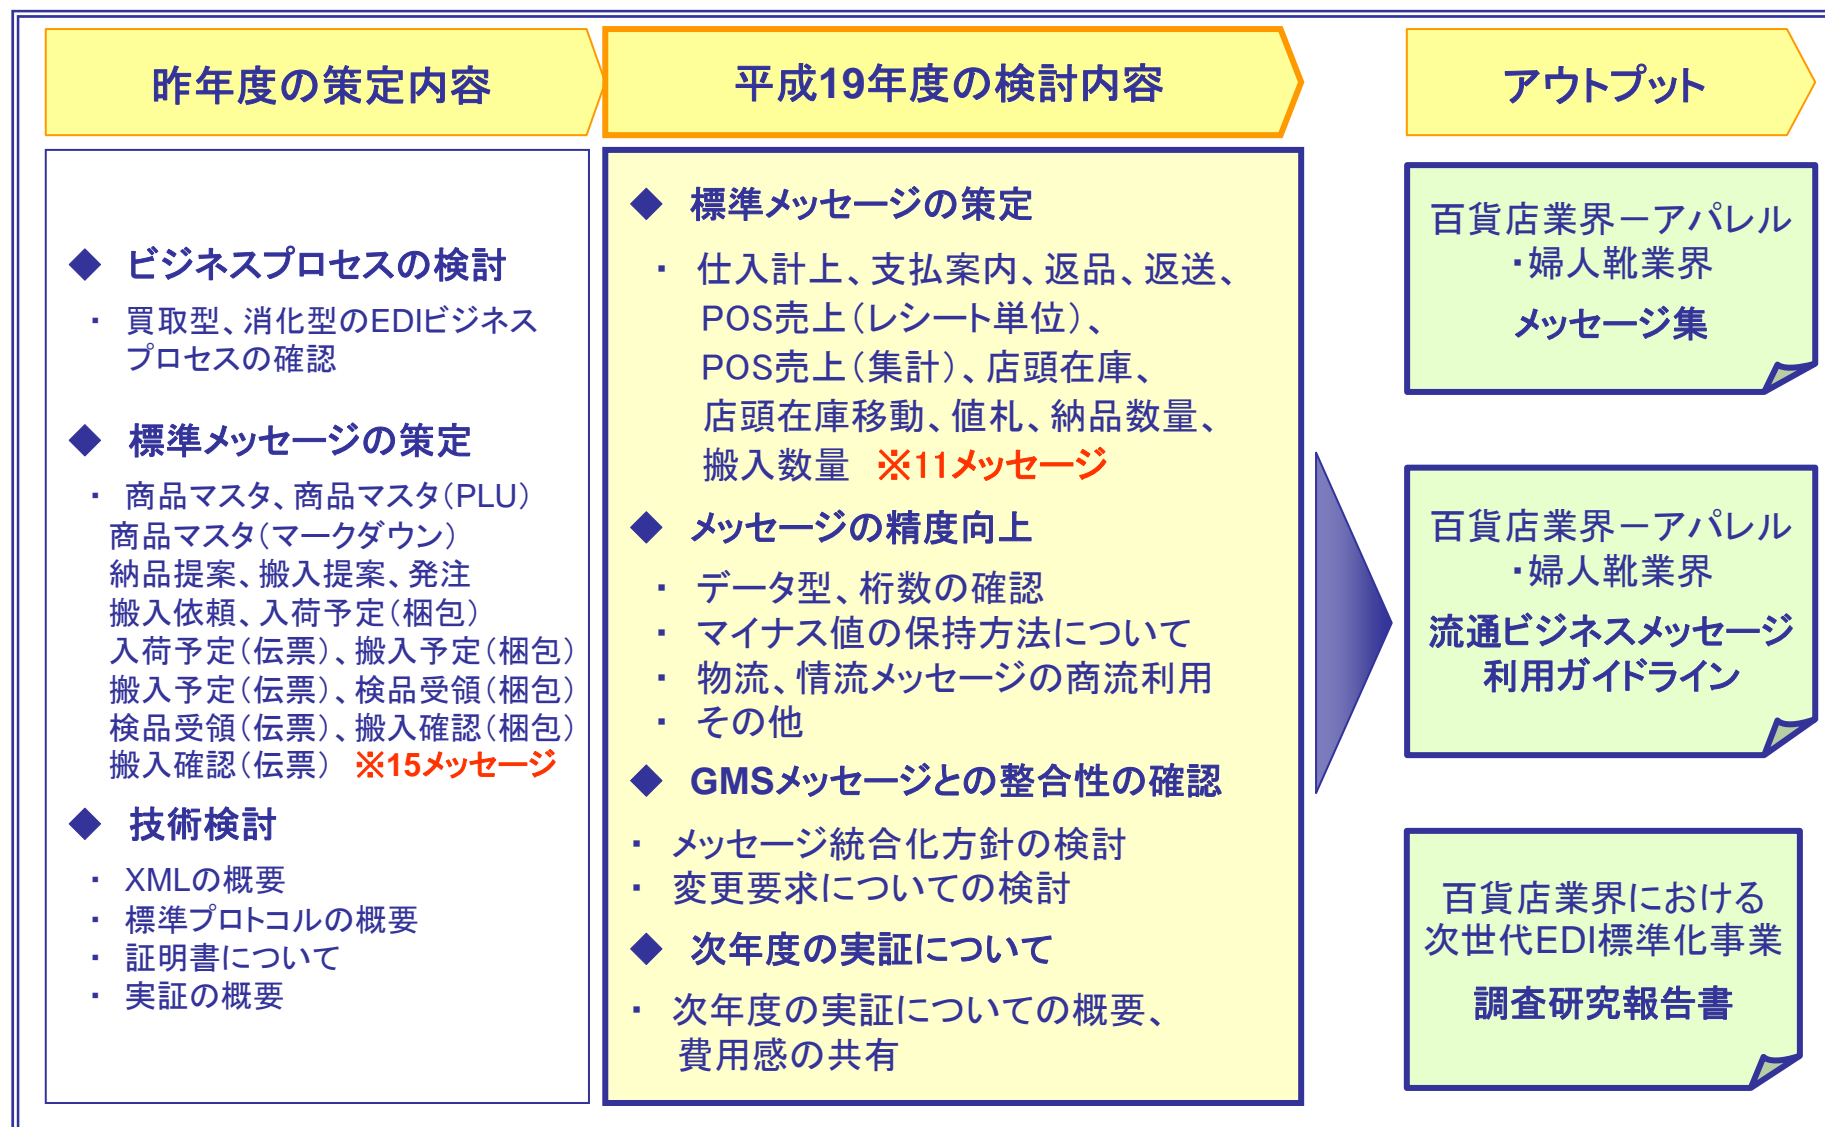 昨年度の策定内容
◆ ビジネスプロセスの検討
・ 買取型、消化型のEDIビジネス
プロセスの確認
◆ 標準メッセージの策定
・ 商品マスタ、商品マスタ(PLU)
商品マスタ(マークダウン)
納品提案、搬入提案、発注
搬入依頼、入荷予定(梱包)
入荷予定(伝票)、搬入予定(梱包)
搬入予定(伝票)、検品受領(梱包)
検品受領(伝票)、搬入確認(梱包)
搬入確認(伝票) ※15メッセージ
◆ 技術検討
・ XMLの概要
・ 標準プロトコルの概要
・ 証明書について
・ 実証の概要
平成19年度の検討内容
◆ 標準メッセージの策定
・ 仕入計上、支払案内、返品、返送、
POS売上(レシート単位)、
POS売上(集計)、店頭在庫、
店頭在庫移動、値札、納品数量、
搬入数量 ※11メッセージ
◆ メッセージの精度向上
・ データ型、桁数の確認
・ マイナス値の保持方法について
・ 物流、情流メッセージの商流利用
・ その他
◆ GMSメッセージとの整合性の確認
・ メッセージ統合化方針の検討
・ 変更要求についての検討
◆ 次年度の実証について
・ 次年度の実証についての概要、
費用感の共有
アウトプット
百貨店業界－アパレル
・婦人靴業界
メッセージ集
百貨店業界－アパレル
・婦人靴業界
流通ビジネスメッセージ
利用ガイドライン
百貨店業界における
次世代EDI標準化事業
調査研究報告書